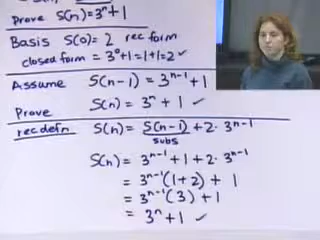 Prove S(n)=3ⁿ+1
Basis S(0)=2 rec form
closed form = 3⁰+1=1+1=2 ✓
Assume S(n-1) = 3ⁿ⁻¹+1
Prove S(n) = 3ⁿ + 1 ✓
rec defn S(n) = S(n-1) + 2 · 3ⁿ⁻¹
subs
S(n) = 3ⁿ⁻¹ + 1 + 2 · 3ⁿ⁻¹
= 3ⁿ⁻¹(1+2) + 1
= 3ⁿ⁻¹(3) + 1
= 3ⁿ + 1 ✓